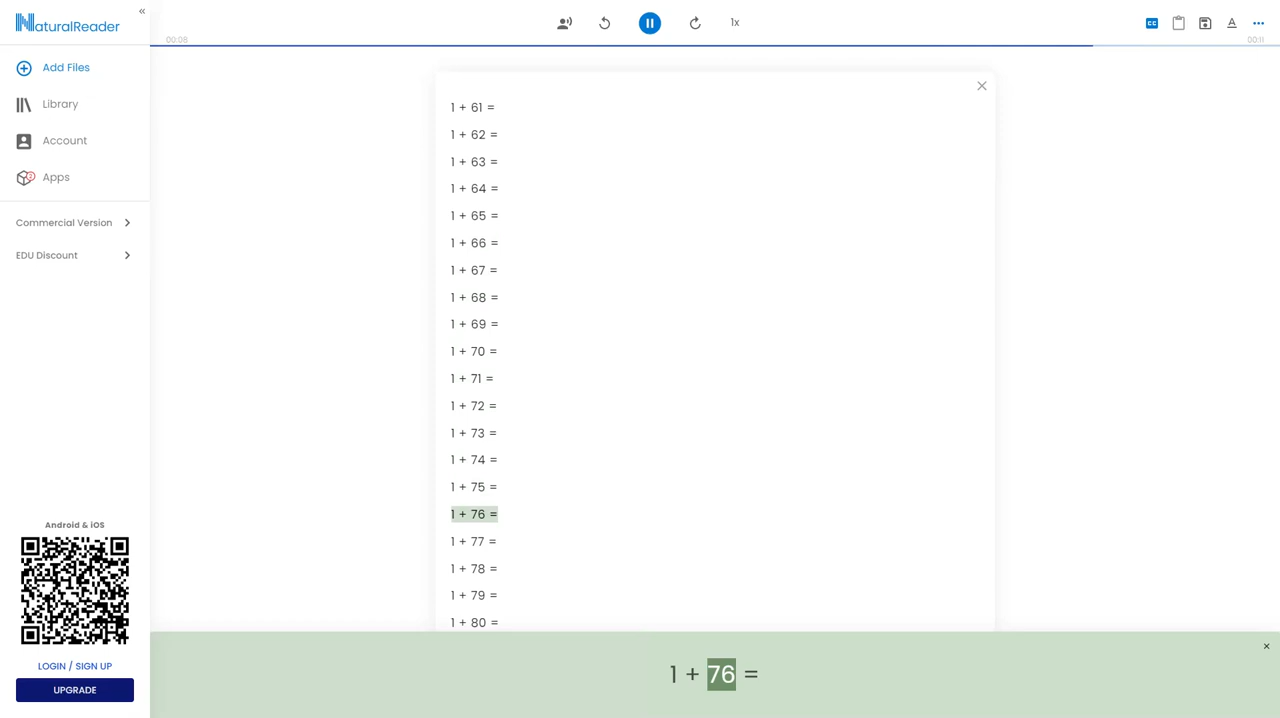 «
NaturalReader
1x
CC
A
00:08
00:11
Add Files
Library
Account
2
Apps
Commercial Version
EDU Discount
1 + 61 =
1 + 62 =
1 + 63 =
1 + 64 =
1 + 65 =
1 + 66 =
1 + 67 =
1 + 68 =
1 + 69 =
1 + 70 =
1 + 71 =
1 + 72 =
1 + 73 =
1 + 74 =
1 + 75 =
1 + 76 =
1 + 77 =
1 + 78 =
1 + 79 =
1 + 80 =
Android & iOS
LOGIN / SIGN UP
UPGRADE
1 + 76 =